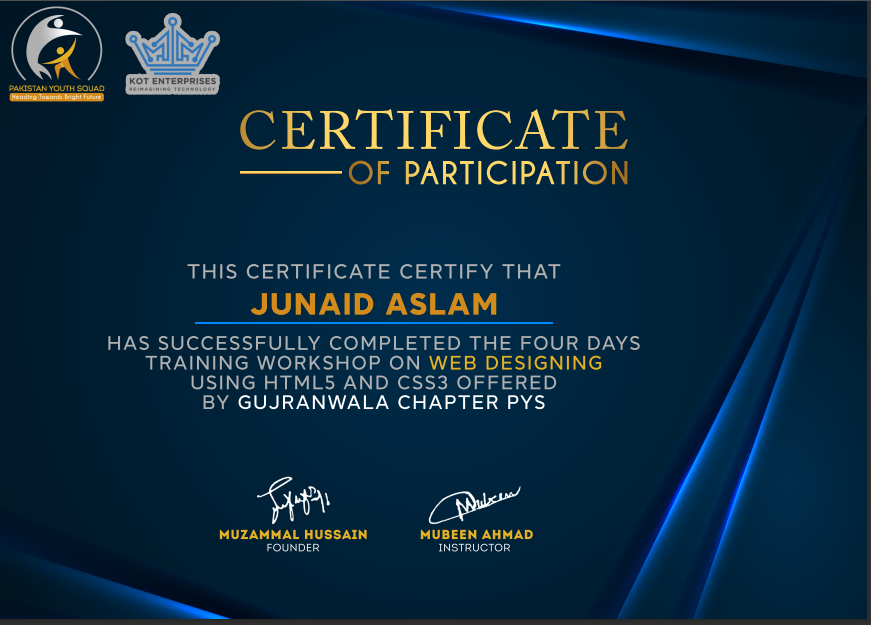 PAKISTAN YOUTH SQUAD
Heading Towards Bright Future
KOT ENTERPRISES
REIMAGINING TECHNOLOGY
CERTIFICATE
OF PARTICIPATION
THIS CERTIFICATE CERTIFY THAT
JUNAID ASLAM
HAS SUCCESSFULLY COMPLETED THE FOUR DAYS
TRAINING WORKSHOP ON WEB DESIGNING
USING HTML5 AND CSS3 OFFERED
BY GUJRANWALA CHAPTER PYS
MUZAMMAL HUSSAIN
FOUNDER
Mubeen
MUBEEN AHMAD
INSTRUCTOR